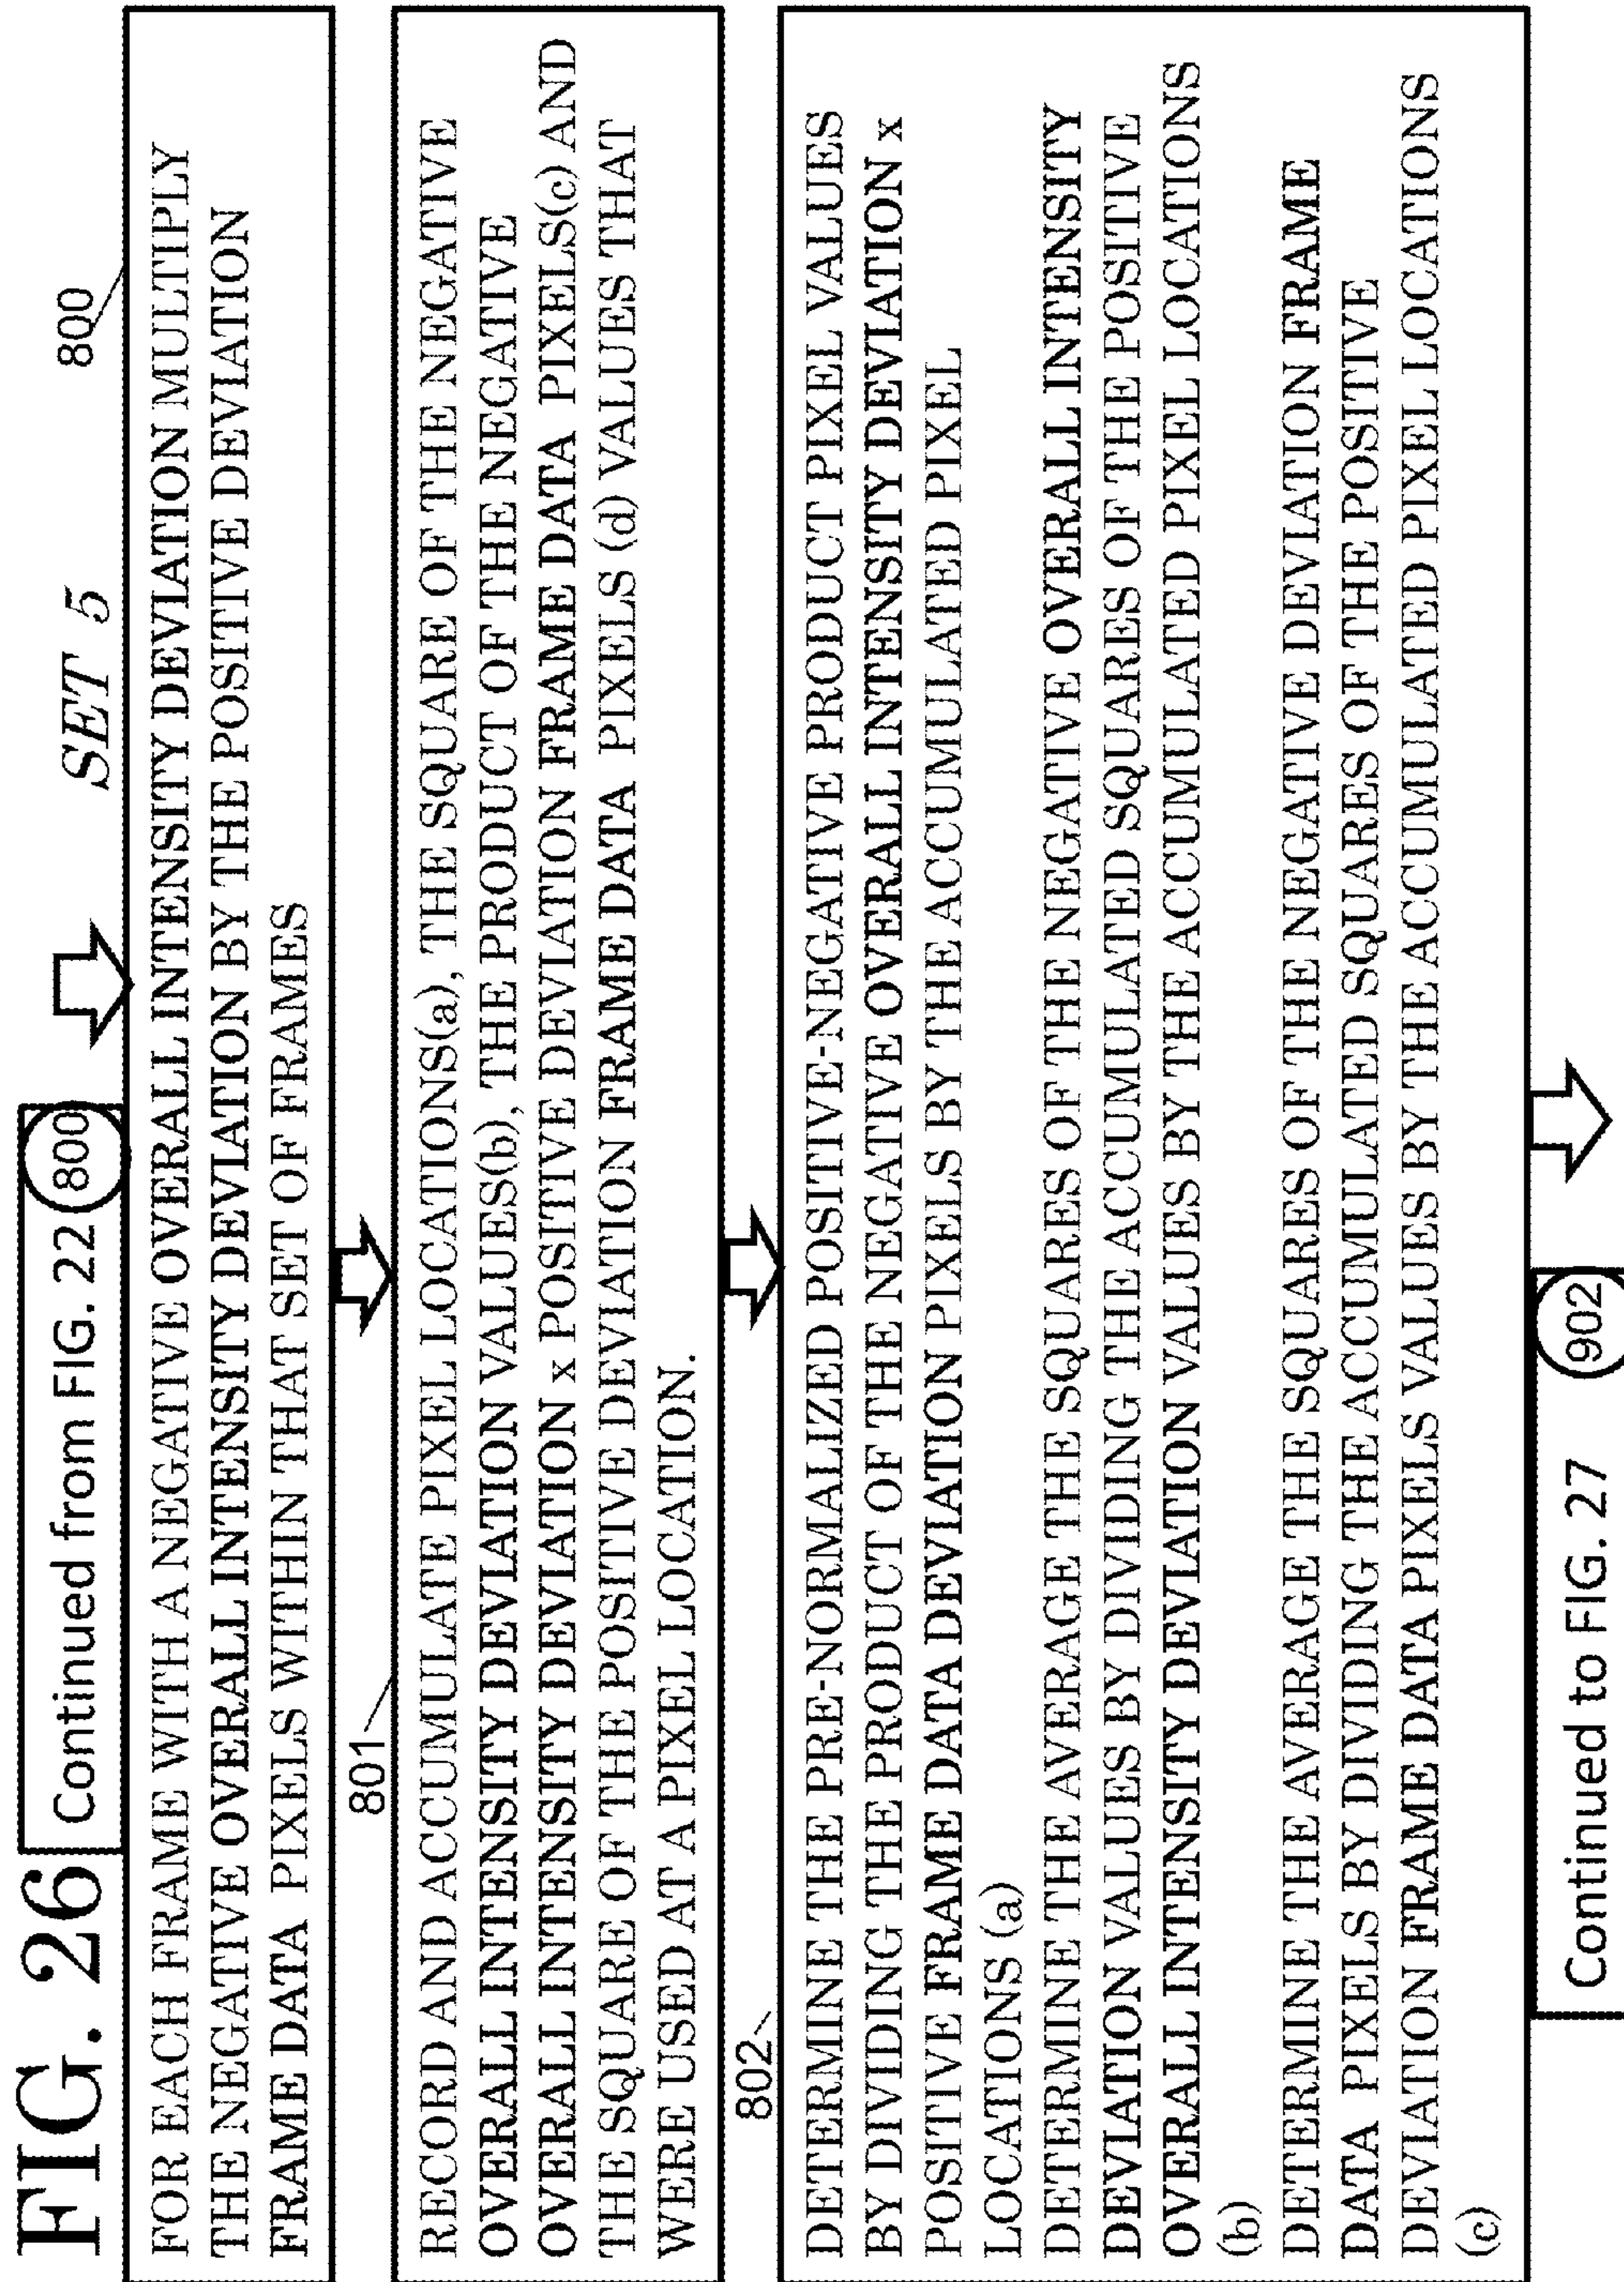 FIG. 26
Continued from FIG. 22 800
SET 5
800
FOR EACH FRAME WITH A NEGATIVE OVERALL INTENSITY DEVIATION MULTIPLY
THE NEGATIVE OVERALL INTENSITY DEVIATION BY THE POSITIVE DEVIATION
FRAME DATA PIXELS WITHIN THAT SET OF FRAMES
801
RECORD AND ACCUMULATE PIXEL LOCATIONS(a), THE SQUARE OF THE NEGATIVE
OVERALL INTENSITY DEVIATION VALUES(b), THE PRODUCT OF THE NEGATIVE
OVERALL INTENSITY DEVIATION x POSITIVE DEVIATION FRAME DATA PIXELS(c) AND
THE SQUARE OF THE POSITIVE DEVIATION FRAME DATA PIXELS (d) VALUES THAT
WERE USED AT A PIXEL LOCATION.
802
DETERMINE THE PRE-NORMALIZED POSITIVE-NEGATIVE PRODUCT PIXEL VALUES
BY DIVIDING THE PRODUCT OF THE NEGATIVE OVERALL INTENSITY DEVIATION x
POSITIVE FRAME DATA DEVIATION PIXELS BY THE ACCUMULATED PIXEL
LOCATIONS (a)
DETERMINE THE AVERAGE THE SQUARES OF THE NEGATIVE OVERALL INTENSITY
DEVIATION VALUES BY DIVIDING THE ACCUMULATED SQUARES OF THE POSITIVE
OVERALL INTENSITY DEVIATION VALUES BY THE ACCUMULATED PIXEL LOCATIONS
(b)
DETERMINE THE AVERAGE THE SQUARES OF THE NEGATIVE DEVIATION FRAME
DATA PIXELS BY DIVIDING THE ACCUMULATED SQUARES OF THE POSITIVE
DEVIATION FRAME DATA PIXELS VALUES BY THE ACCUMULATED PIXEL LOCATIONS
(c)
Continued to FIG. 27 902